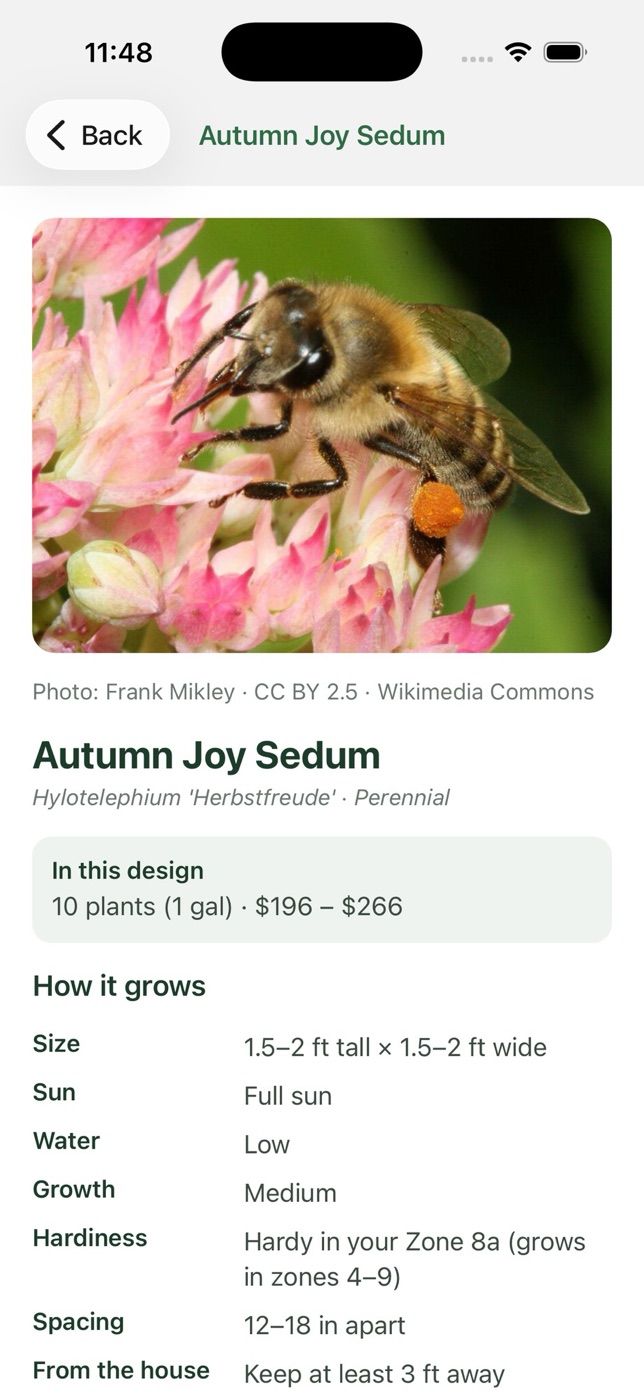 11:48
Back
Autumn Joy Sedum
Photo: Frank Mikley · CC BY 2.5 · Wikimedia Commons
Autumn Joy Sedum
Hylotelephium 'Herbstfreude' · Perennial
In this design
10 plants (1 gal) · $196 – $266
How it grows
Size
1.5–2 ft tall × 1.5–2 ft wide
Sun
Full sun
Water
Low
Growth
Medium
Hardiness
Hardy in your Zone 8a (grows
in zones 4–9)
Spacing
12–18 in apart
From the house
Keep at least 3 ft away